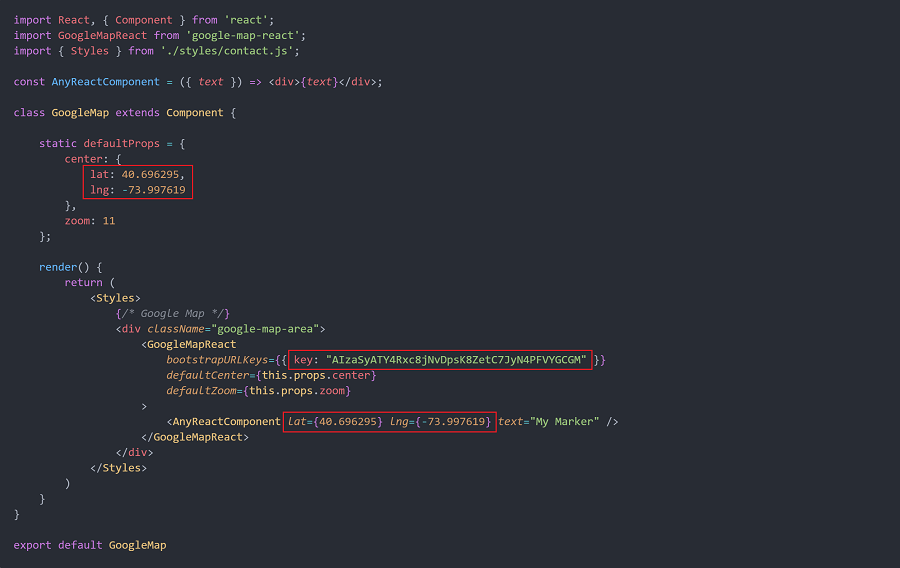 import React, { Component } from 'react';
import GoogleMapReact from 'google-map-react';
import { Styles } from './styles/contact.js';

const AnyReactComponent = ({ text }) => <div>{text}</div>;

class GoogleMap extends Component {

    static defaultProps = {
        center: {
            lat: 40.696295,
            lng: -73.997619
        },
        zoom: 11
    };

    render() {
        return (
            <Styles>
                {/* Google Map */}
                <div className="google-map-area">
                    <GoogleMapReact
                        bootstrapURLKeys={{ key: "AIzaSyATY4Rxc8jNvDpsK8ZetC7JyN4PFVYGCGM" }}
                        defaultCenter={this.props.center}
                        defaultZoom={this.props.zoom}
                    >
                        <AnyReactComponent lat={40.696295} lng={-73.997619} text="My Marker" />
                    </GoogleMapReact>
                </div>
            </Styles>
        )
    }
}

export default GoogleMap